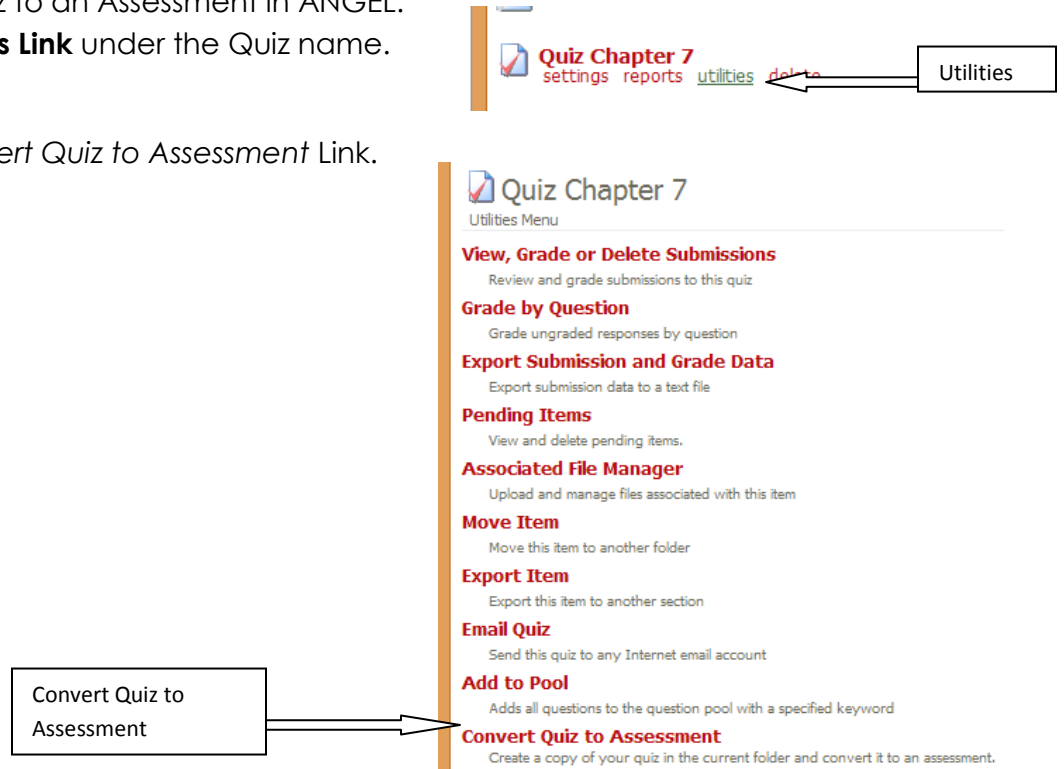 z to an Assessment in ANGEL.
s Link under the Quiz name.
Quiz Chapter 7
settings reports utilities delete
Utilities
ert Quiz to Assessment Link.
Quiz Chapter 7
Utilities Menu
View, Grade or Delete Submissions
Review and grade submissions to this quiz
Grade by Question
Grade ungraded responses by question
Export Submission and Grade Data
Export submission data to a text file
Pending Items
View and delete pending items.
Associated File Manager
Upload and manage files associated with this item
Move Item
Move this item to another folder
Export Item
Export this item to another section
Email Quiz
Send this quiz to any Internet email account
Add to Pool
Adds all questions to the question pool with a specified keyword
Convert Quiz to
Assessment
Convert Quiz to Assessment
Create a copy of your quiz in the current folder and convert it to an assessment.